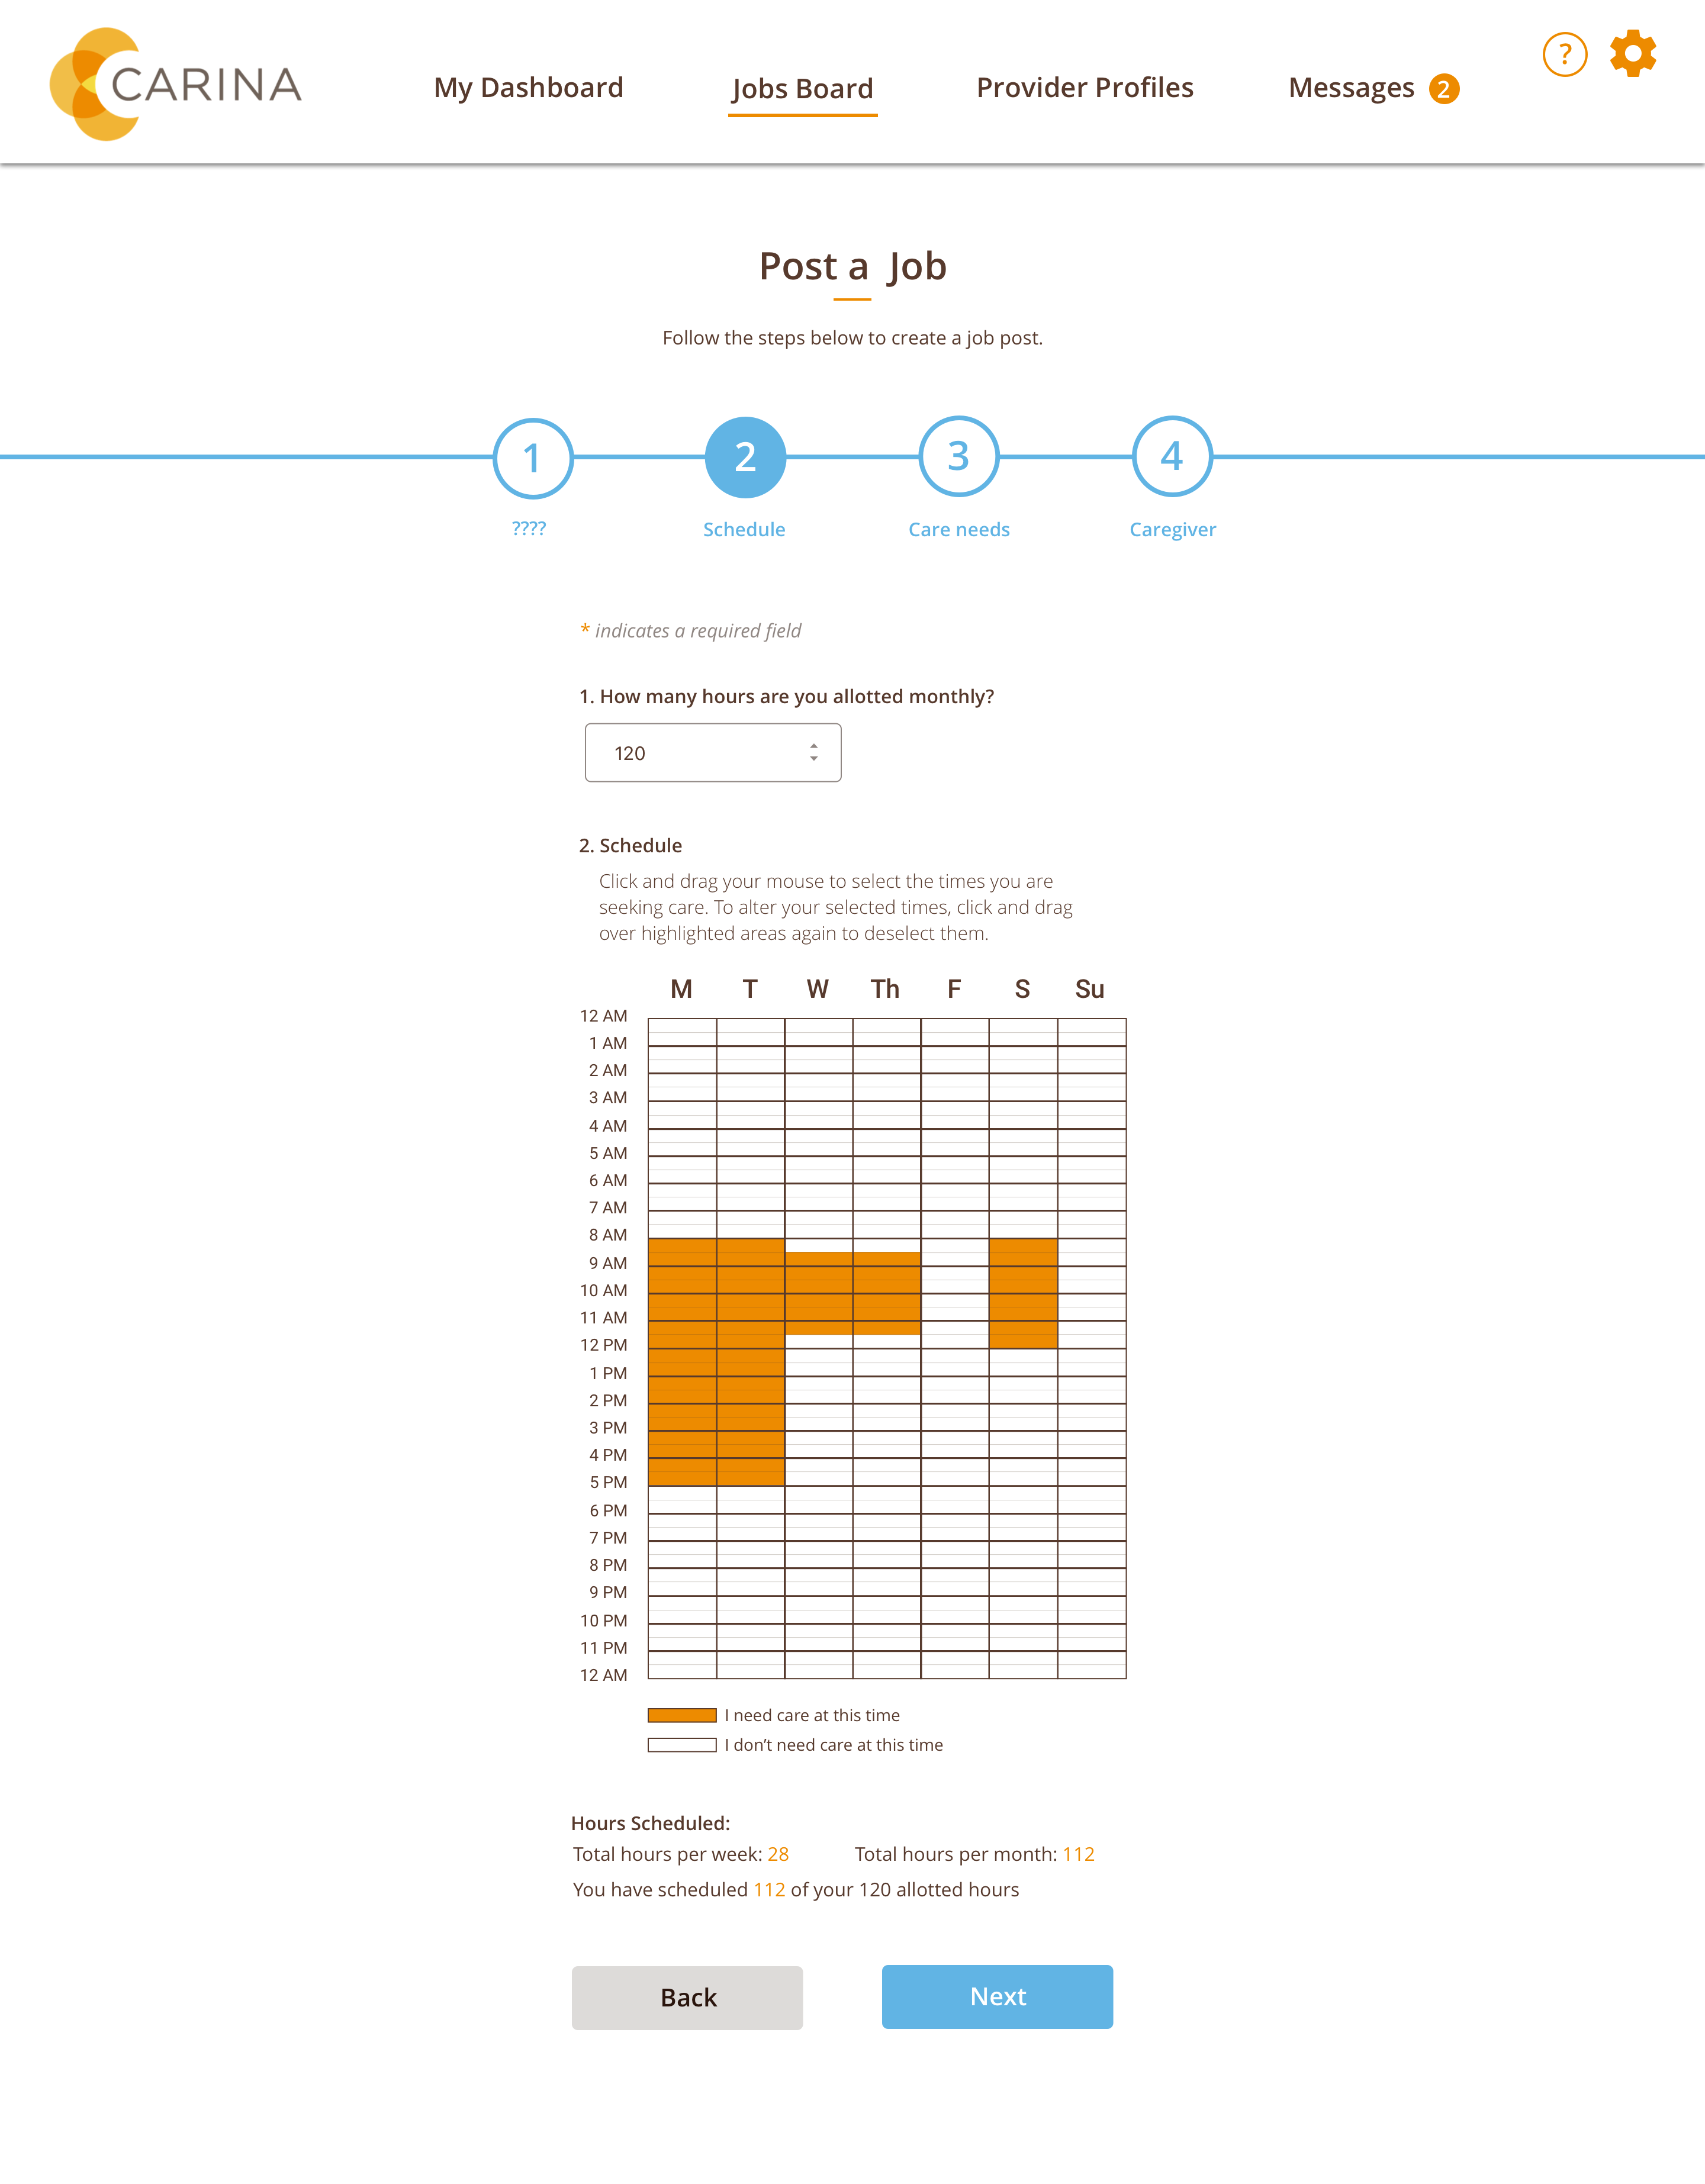 CARINA
My Dashboard
Jobs Board
Provider Profiles
Messages 2
?
Post a Job
Follow the steps below to create a job post.
1 2 3 4
???? Schedule Care needs Caregiver
* indicates a required field
1. How many hours are you allotted monthly?
120
2. Schedule
Click and drag your mouse to select the times you are
seeking care. To alter your selected times, click and drag
over highlighted areas again to deselect them.
M T W Th F S Su
12 AM
1 AM
2 AM
3 AM
4 AM
5 AM
6 AM
7 AM
8 AM
9 AM
10 AM
11 AM
12 PM
1 PM
2 PM
3 PM
4 PM
5 PM
6 PM
7 PM
8 PM
9 PM
10 PM
11 PM
12 AM
I need care at this time
I don’t need care at this time
Hours Scheduled:
Total hours per week: 28 Total hours per month: 112
You have scheduled 112 of your 120 allotted hours
Back Next